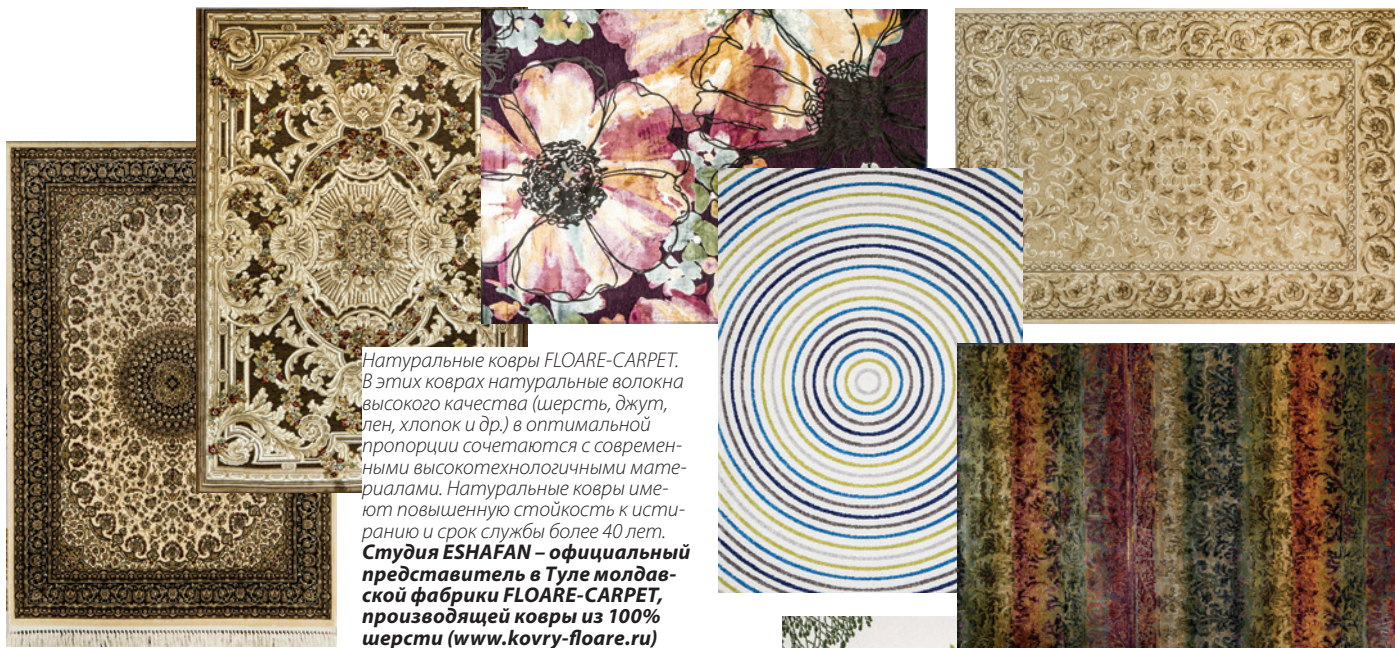 Натуральные ковры FLOARE-CARPET.
В этих коврах натуральные волокна
высокого качества (шерсть, джут,
лен, хлопок и др.) в оптимальной
пропорции сочетаются с современ-
ными высокотехнологичными мате-
риалами. Натуральные ковры име-
ют повышенную стойкость к исти-
ранию и срок службы более 40 лет.
Студия ESHAFAN – официальный
представитель в Туле молдав-
ской фабрики FLOARE-CARPET,
производящей ковры из 100%
шерсти (www.kovry-floare.ru)